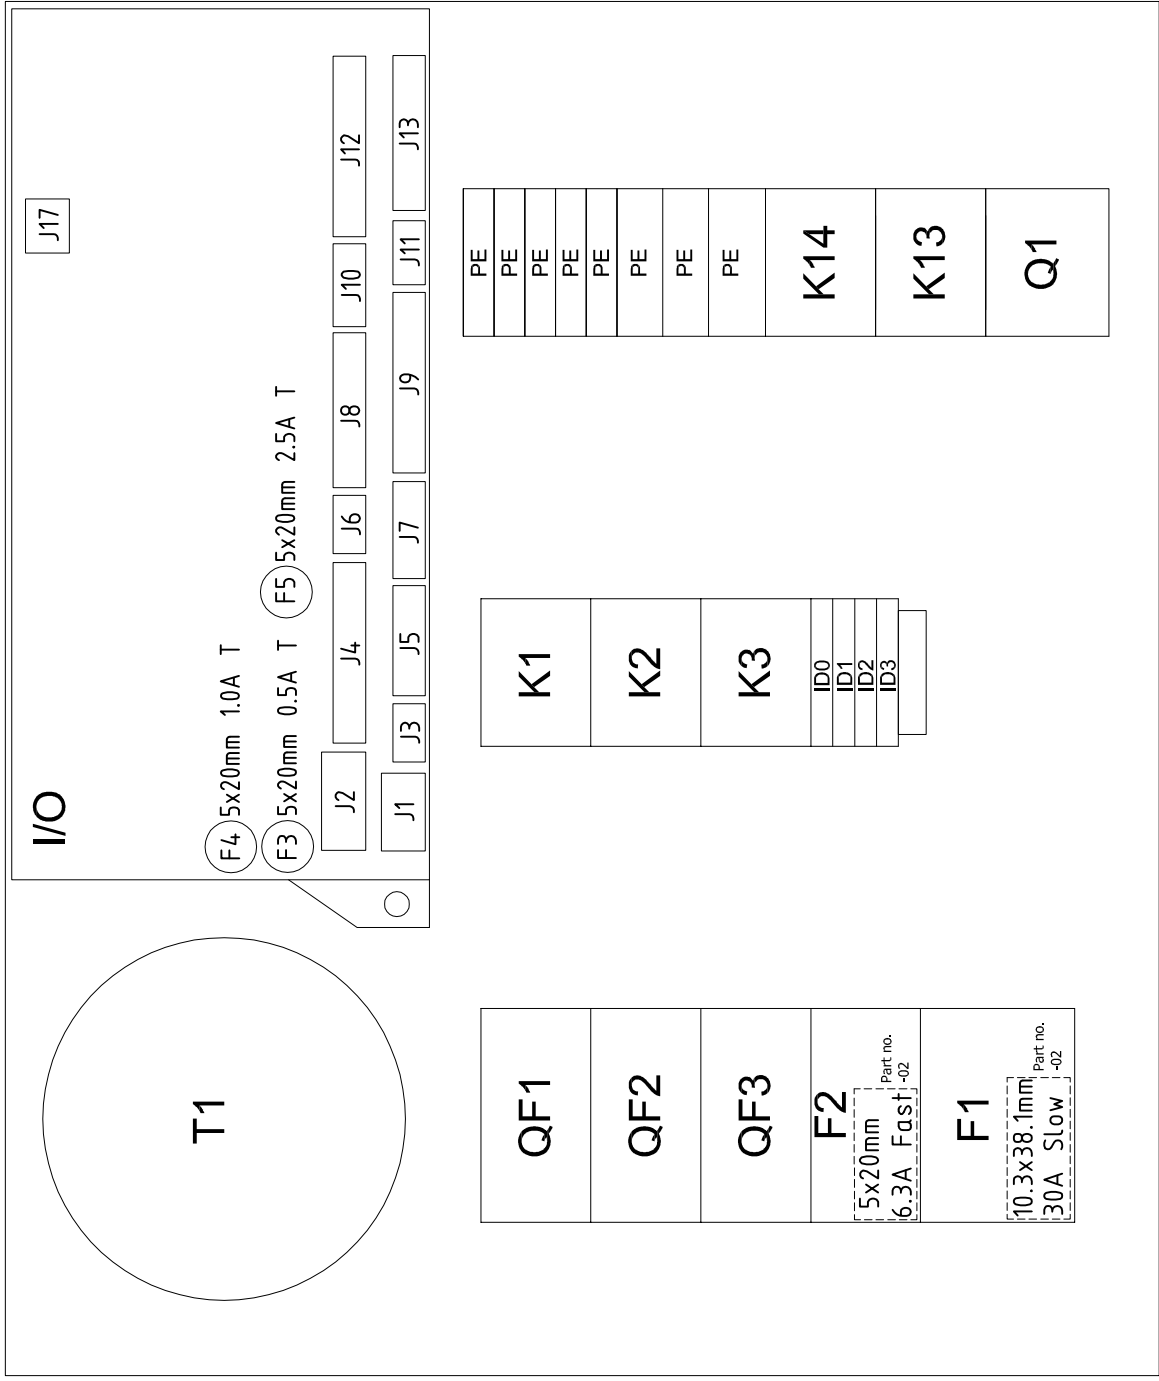 I/O
J17
F4 5x20mm 1.0A T
F3 5x20mm 0.5A T
F5 5x20mm 2.5A T
J2
J4
J6
J8
J10
J12
J1
J3
J5
J7
J9
J11
J13
T1
QF1
QF2
QF3
F2
5x20mm
6.3A Fast
Part no.
-02
F1
10.3x38.1mm
30A Slow
Part no.
-02
K1
K2
K3
ID0
ID1
ID2
ID3
PE
PE
PE
PE
PE
PE
PE
PE
K14
K13
Q1